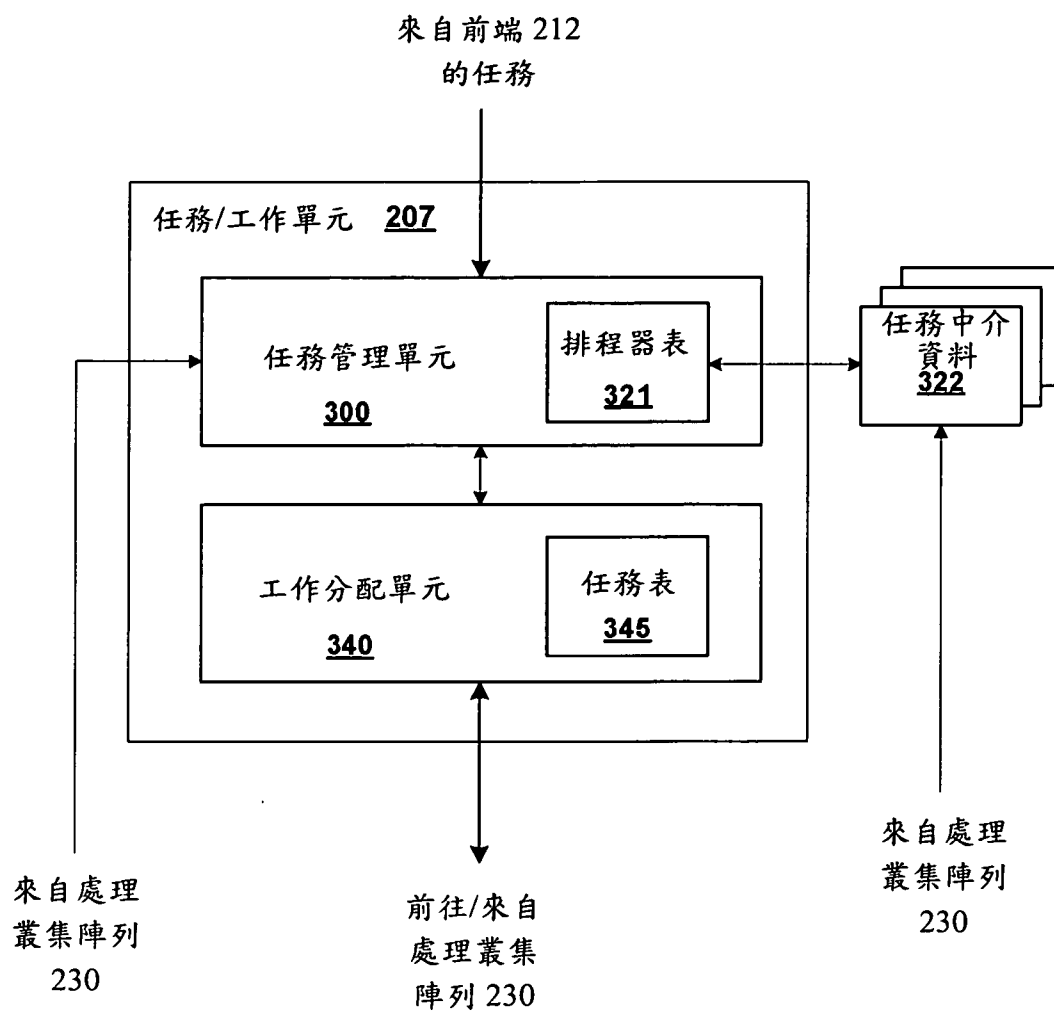 來自前端 212
的任務
任務/工作單元 207
任務管理單元
300
排程器表
321
任務中介
資料
322
工作分配單元
340
任務表
345
來自處理
叢集陣列
230
前往/來自
處理叢集
陣列 230
來自處理
叢集陣列
230